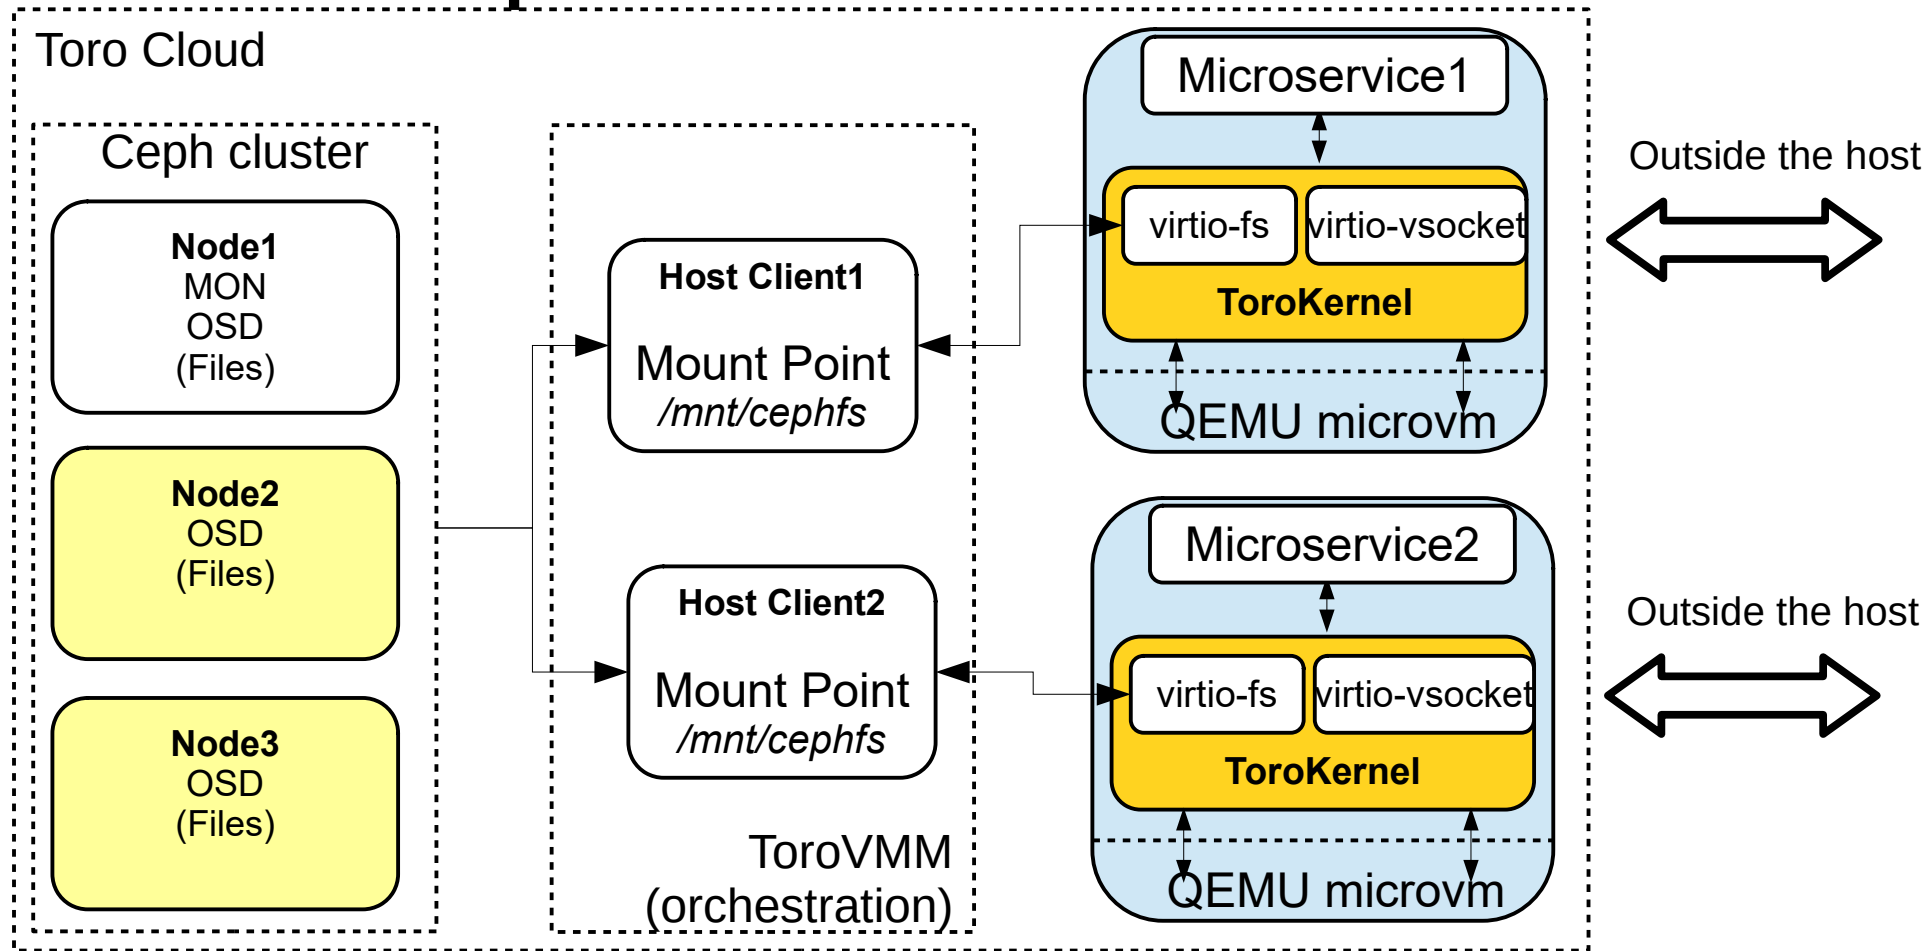 Toro Cloud
Ceph cluster
Node1
MON
OSD
(Files)
Node2
OSD
(Files)
Node3
OSD
(Files)
Host Client1
Mount Point
/mnt/cephfs
Host Client2
Mount Point
/mnt/cephfs
ToroVMM
(orchestration)
Microservice1
virtio-fs
virtio-vsocket
ToroKernel
QEMU microvm
Microservice2
virtio-fs
virtio-vsocket
ToroKernel
QEMU microvm
Outside the host
Outside the host